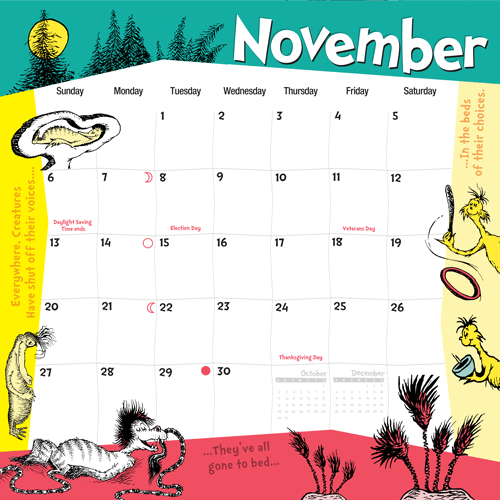 November
Sunday Monday Tuesday Wednesday Thursday Friday Saturday
1 2 3 4 5
6 7 8 9 10 11 12
Daylight Saving
Time ends
Election Day
Veterans Day
13 14 15 16 17 18 19
20 21 22 23 24 25 26
Thanksgiving Day
27 28 29 30
October December
Everywhere, Creatures
Have shut off their voices....
...In the beds
of their choices.
...They've all
gone to bed...